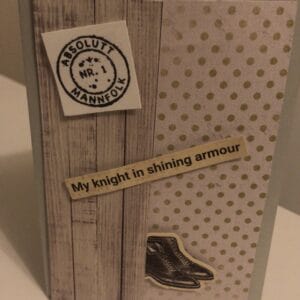 ABSOLUTT
NR. 1
MANNFOLK
My knight in shining armour